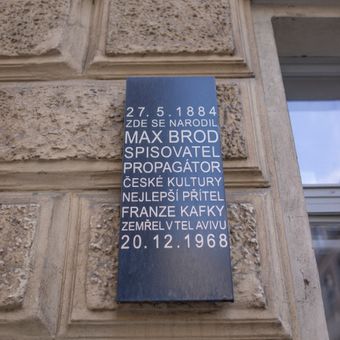 27. 5. 1884
ZDE SE NARODIL
MAX BROD
SPISOVATEL
PROPAGÁTOR
ČESKÉ KULTURY
NEJLEPŠÍ PŘÍTEL
FRANZE KAFKY
ZEMŘEL V TEL AVIVU
20. 12. 1968